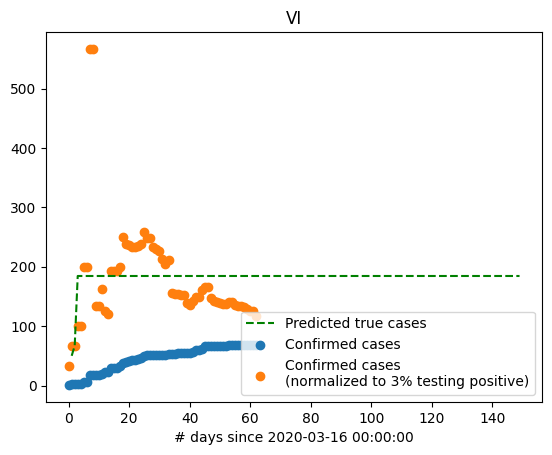 VI
500
400
300
200
100
0
0 20 40 60 80 100 120 140
# days since 2020-03-16 00:00:00
Predicted true cases
Confirmed cases
Confirmed cases
(normalized to 3% testing positive)